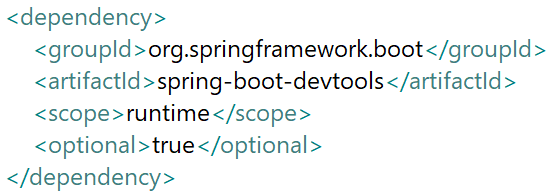 <dependency>
<groupId>org.springframework.boot</groupId>
<artifactId>spring-boot-devtools</artifactId>
<scope>runtime</scope>
<optional>true</optional>
</dependency>